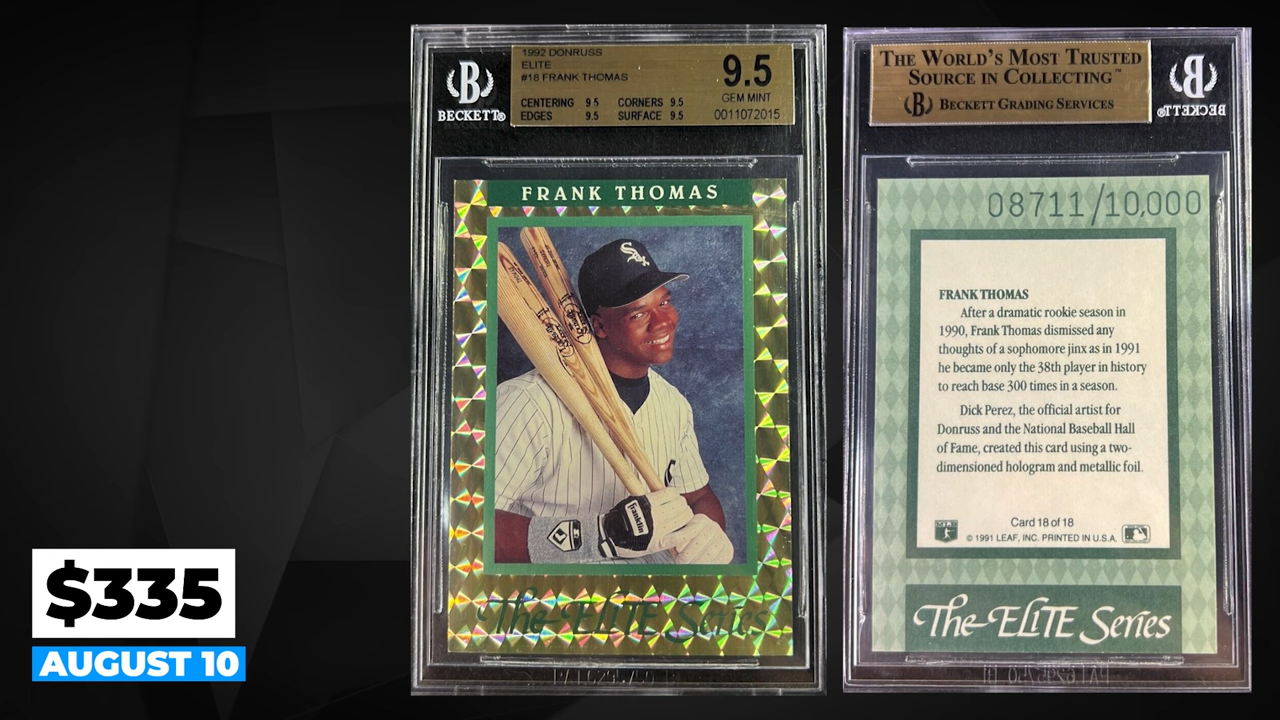 $335
AUGUST 10
BECKETT®
1992 DONRUSS
ELITE
#18 FRANK THOMAS
9.5
GEM MINT
CENTERING 9.5 CORNERS 9.5
EDGES 9.5 SURFACE 9.5
0011072015
FRANK THOMAS
Sox
Franklin
The ELITE Series
THE WORLD'S MOST TRUSTED
SOURCE IN COLLECTING™
BECKETT GRADING SERVICES
BECKETT®
08711/10,000
FRANK THOMAS
After a dramatic rookie season in
1990, Frank Thomas dismissed any
thoughts of a sophomore jinx as in 1991
he became only the 38th player in history
to reach base 300 times in a season.
Dick Perez, the official artist for
Donruss and the National Baseball Hall
of Fame, created this card using a two-
dimensioned hologram and metallic foil.
Card 18 of 18
© 1991 LEAF, INC. PRINTED IN U.S.A.
The ELITE Series